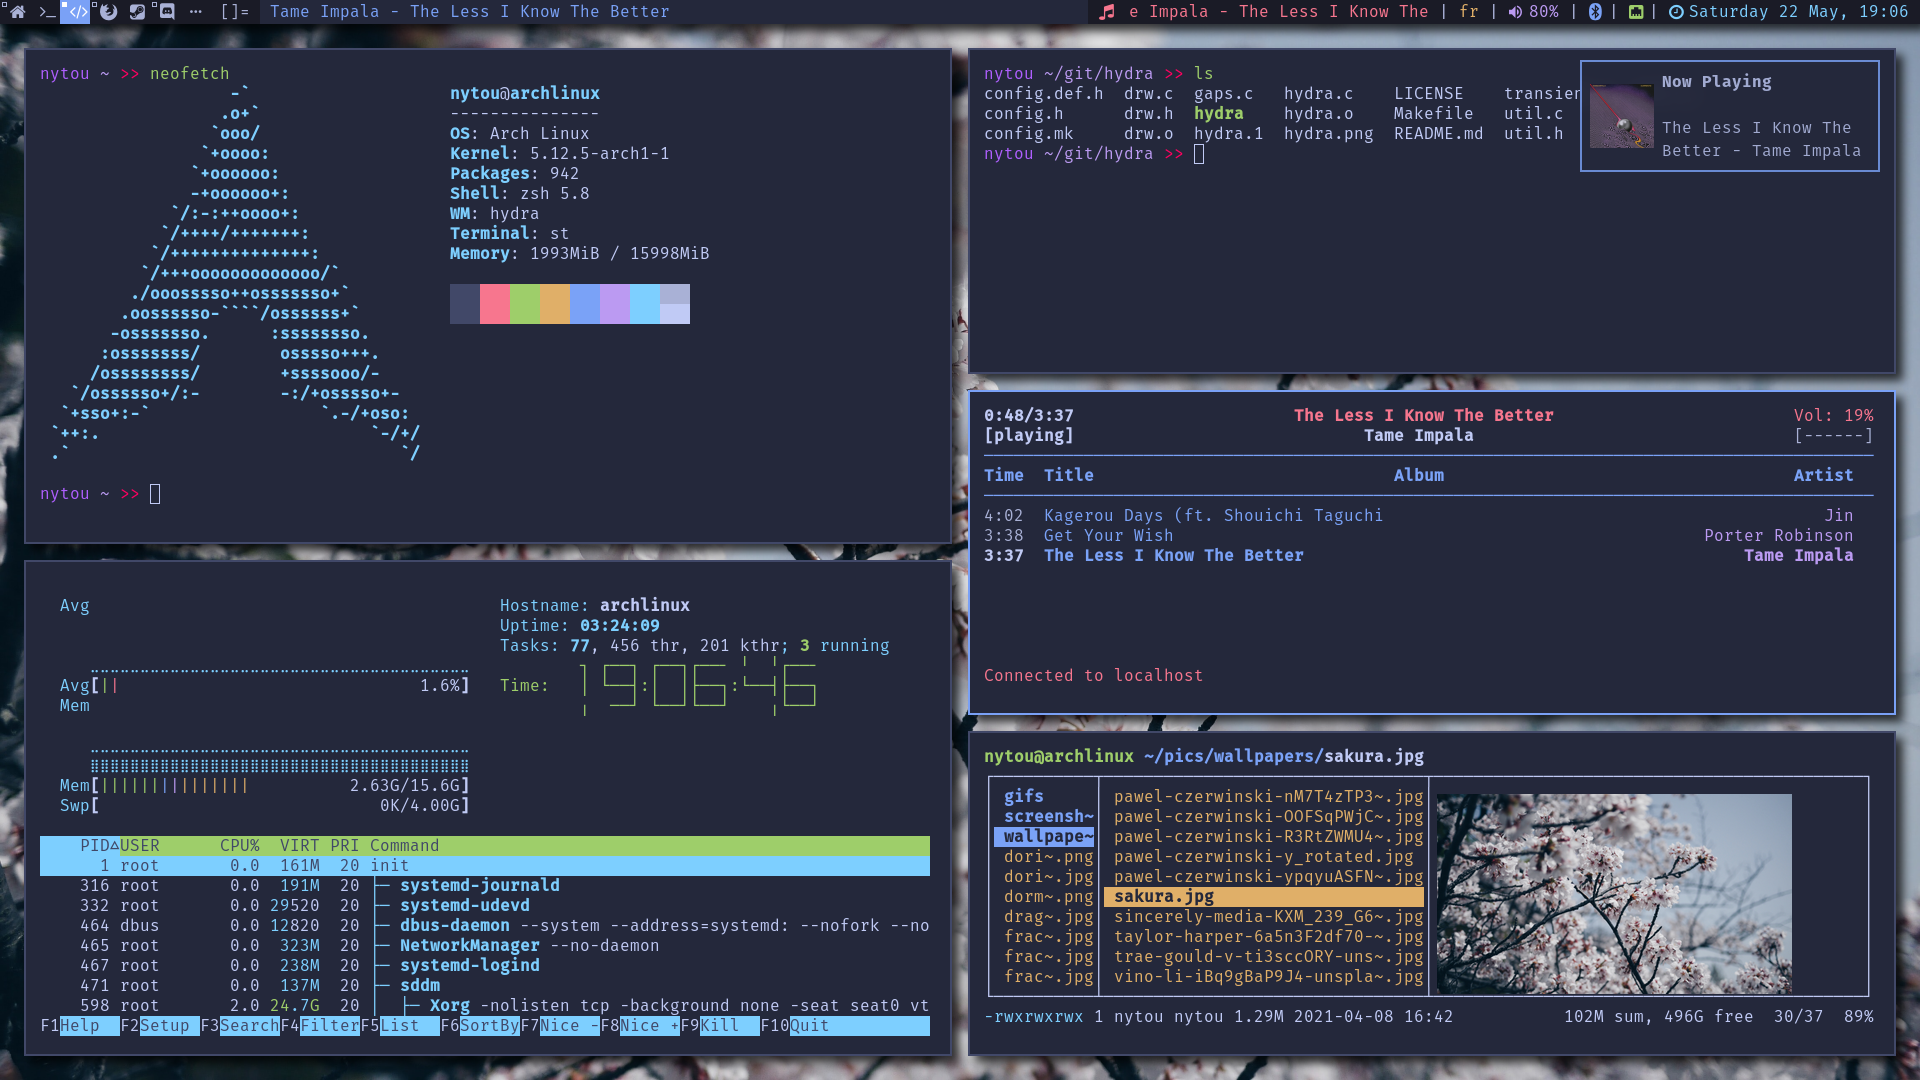 []= Tame Impala - The Less I Know The Better
e Impala - The Less I Know The | fr | 80% | | | Saturday 22 May, 19:06
nytou ~ >> neofetch
nytou@archlinux
---------------
OS: Arch Linux
Kernel: 5.12.5-arch1-1
Packages: 942
Shell: zsh 5.8
WM: hydra
Terminal: st
Memory: 1993MiB / 15998MiB
nytou ~ >>
nytou ~/git/hydra >> ls
config.def.h drw.c gaps.c hydra.c LICENSE transien
config.h drw.h hydra hydra.o Makefile util.c
config.mk drw.o hydra.1 hydra.png README.md util.h
nytou ~/git/hydra >>
Now Playing
The Less I Know The
Better - Tame Impala
0:48/3:37 The Less I Know The Better Vol: 19%
[playing] Tame Impala [------]
Time Title Album Artist
4:02 Kagerou Days (ft. Shouichi Taguchi Jin
3:38 Get Your Wish Porter Robinson
3:37 The Less I Know The Better Tame Impala
Connected to localhost
Avg
Hostname: archlinux
Uptime: 03:24:09
Tasks: 77, 456 thr, 201 kthr; 3 running
Avg[|| 1.6%]
Time: 19:06:45
Mem
Mem[||||||||||||||| 2.63G/15.6G]
Swp[ 0K/4.00G]
PID△USER CPU% VIRT PRI Command
1 root 0.0 161M 20 init
316 root 0.0 191M 20 ├─ systemd-journald
332 root 0.0 29520 20 ├─ systemd-udevd
464 dbus 0.0 12820 20 ├─ dbus-daemon --system --address=systemd: --nofork --no
465 root 0.0 323M 20 ├─ NetworkManager --no-daemon
467 root 0.0 238M 20 ├─ systemd-logind
471 root 0.0 137M 20 ├─ sddm
598 root 2.0 24.7G 20 │ ├─ Xorg -nolisten tcp -background none -seat seat0 vt
F1Help F2Setup F3SearchF4FilterF5List F6SortByF7Nice -F8Nice +F9Kill F10Quit
nytou@archlinux ~/pics/wallpapers/sakura.jpg
gifs pawel-czerwinski-nM7T4zTP3~.jpg
screensh~ pawel-czerwinski-OOFSqPWjC~.jpg
wallpape~ pawel-czerwinski-R3RtZWMU4~.jpg
dori~.png pawel-czerwinski-y_rotated.jpg
dori~.jpg pawel-czerwinski-ypqyuASFN~.jpg
dorm~.png sakura.jpg
drag~.jpg sincerely-media-KXM_239_G6~.jpg
frac~.jpg taylor-harper-6a5n3F2df70-~.jpg
frac~.jpg trae-gould-v-ti3sccORY-uns~.jpg
frac~.jpg vino-li-iBq9gBaP9J4-unspla~.jpg
-rwxrwxrwx 1 nytou nytou 1.29M 2021-04-08 16:42 102M sum, 496G free 30/37 89%